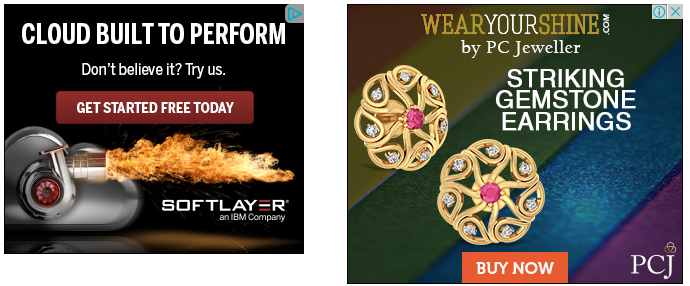 CLOUD BUILT TO PERFORM
Don't believe it? Try us.
GET STARTED FREE TODAY
SOFTLAYER®
an IBM Company
WEARYOURSHINE.COM
by PC Jeweller
STRIKING
GEMSTONE
EARRINGS
BUY NOW
PCJ